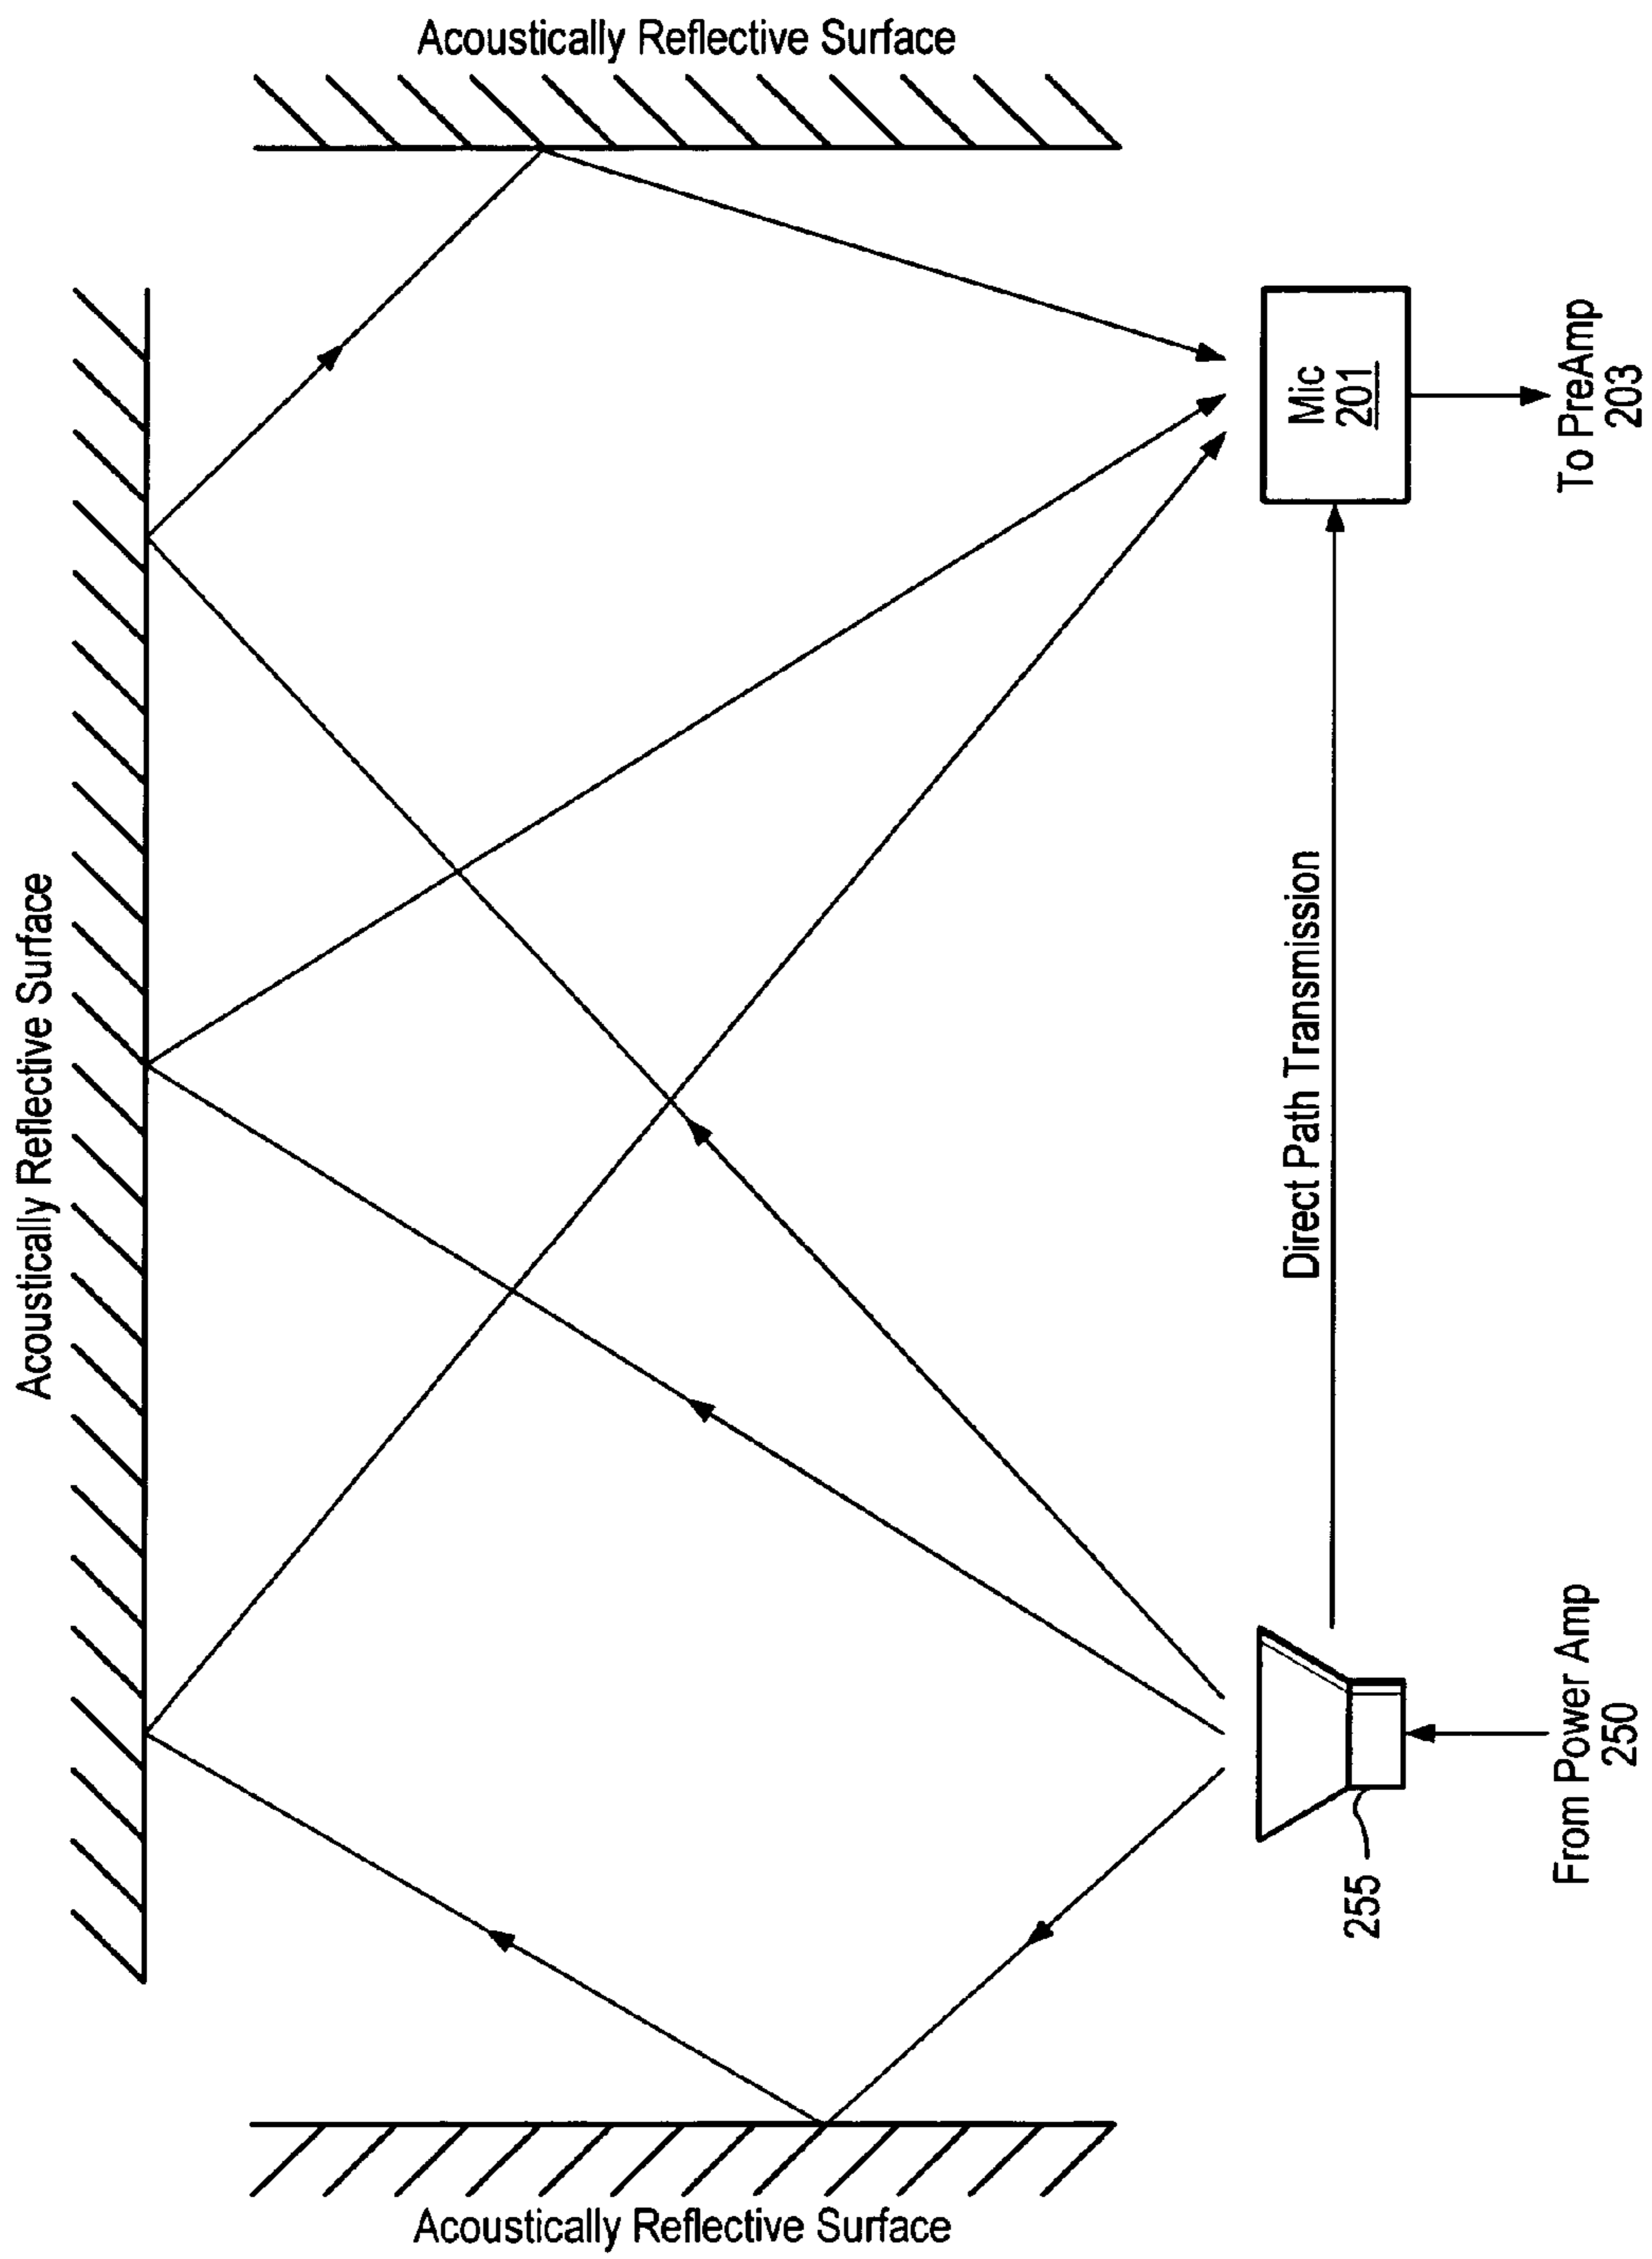 Acoustically Reflective Surface
Acoustically Reflective Surface
Mic
201
To PreAmp
203
Direct Path Transmission
255
From Power Amp
250
Acoustically Reflective Surface